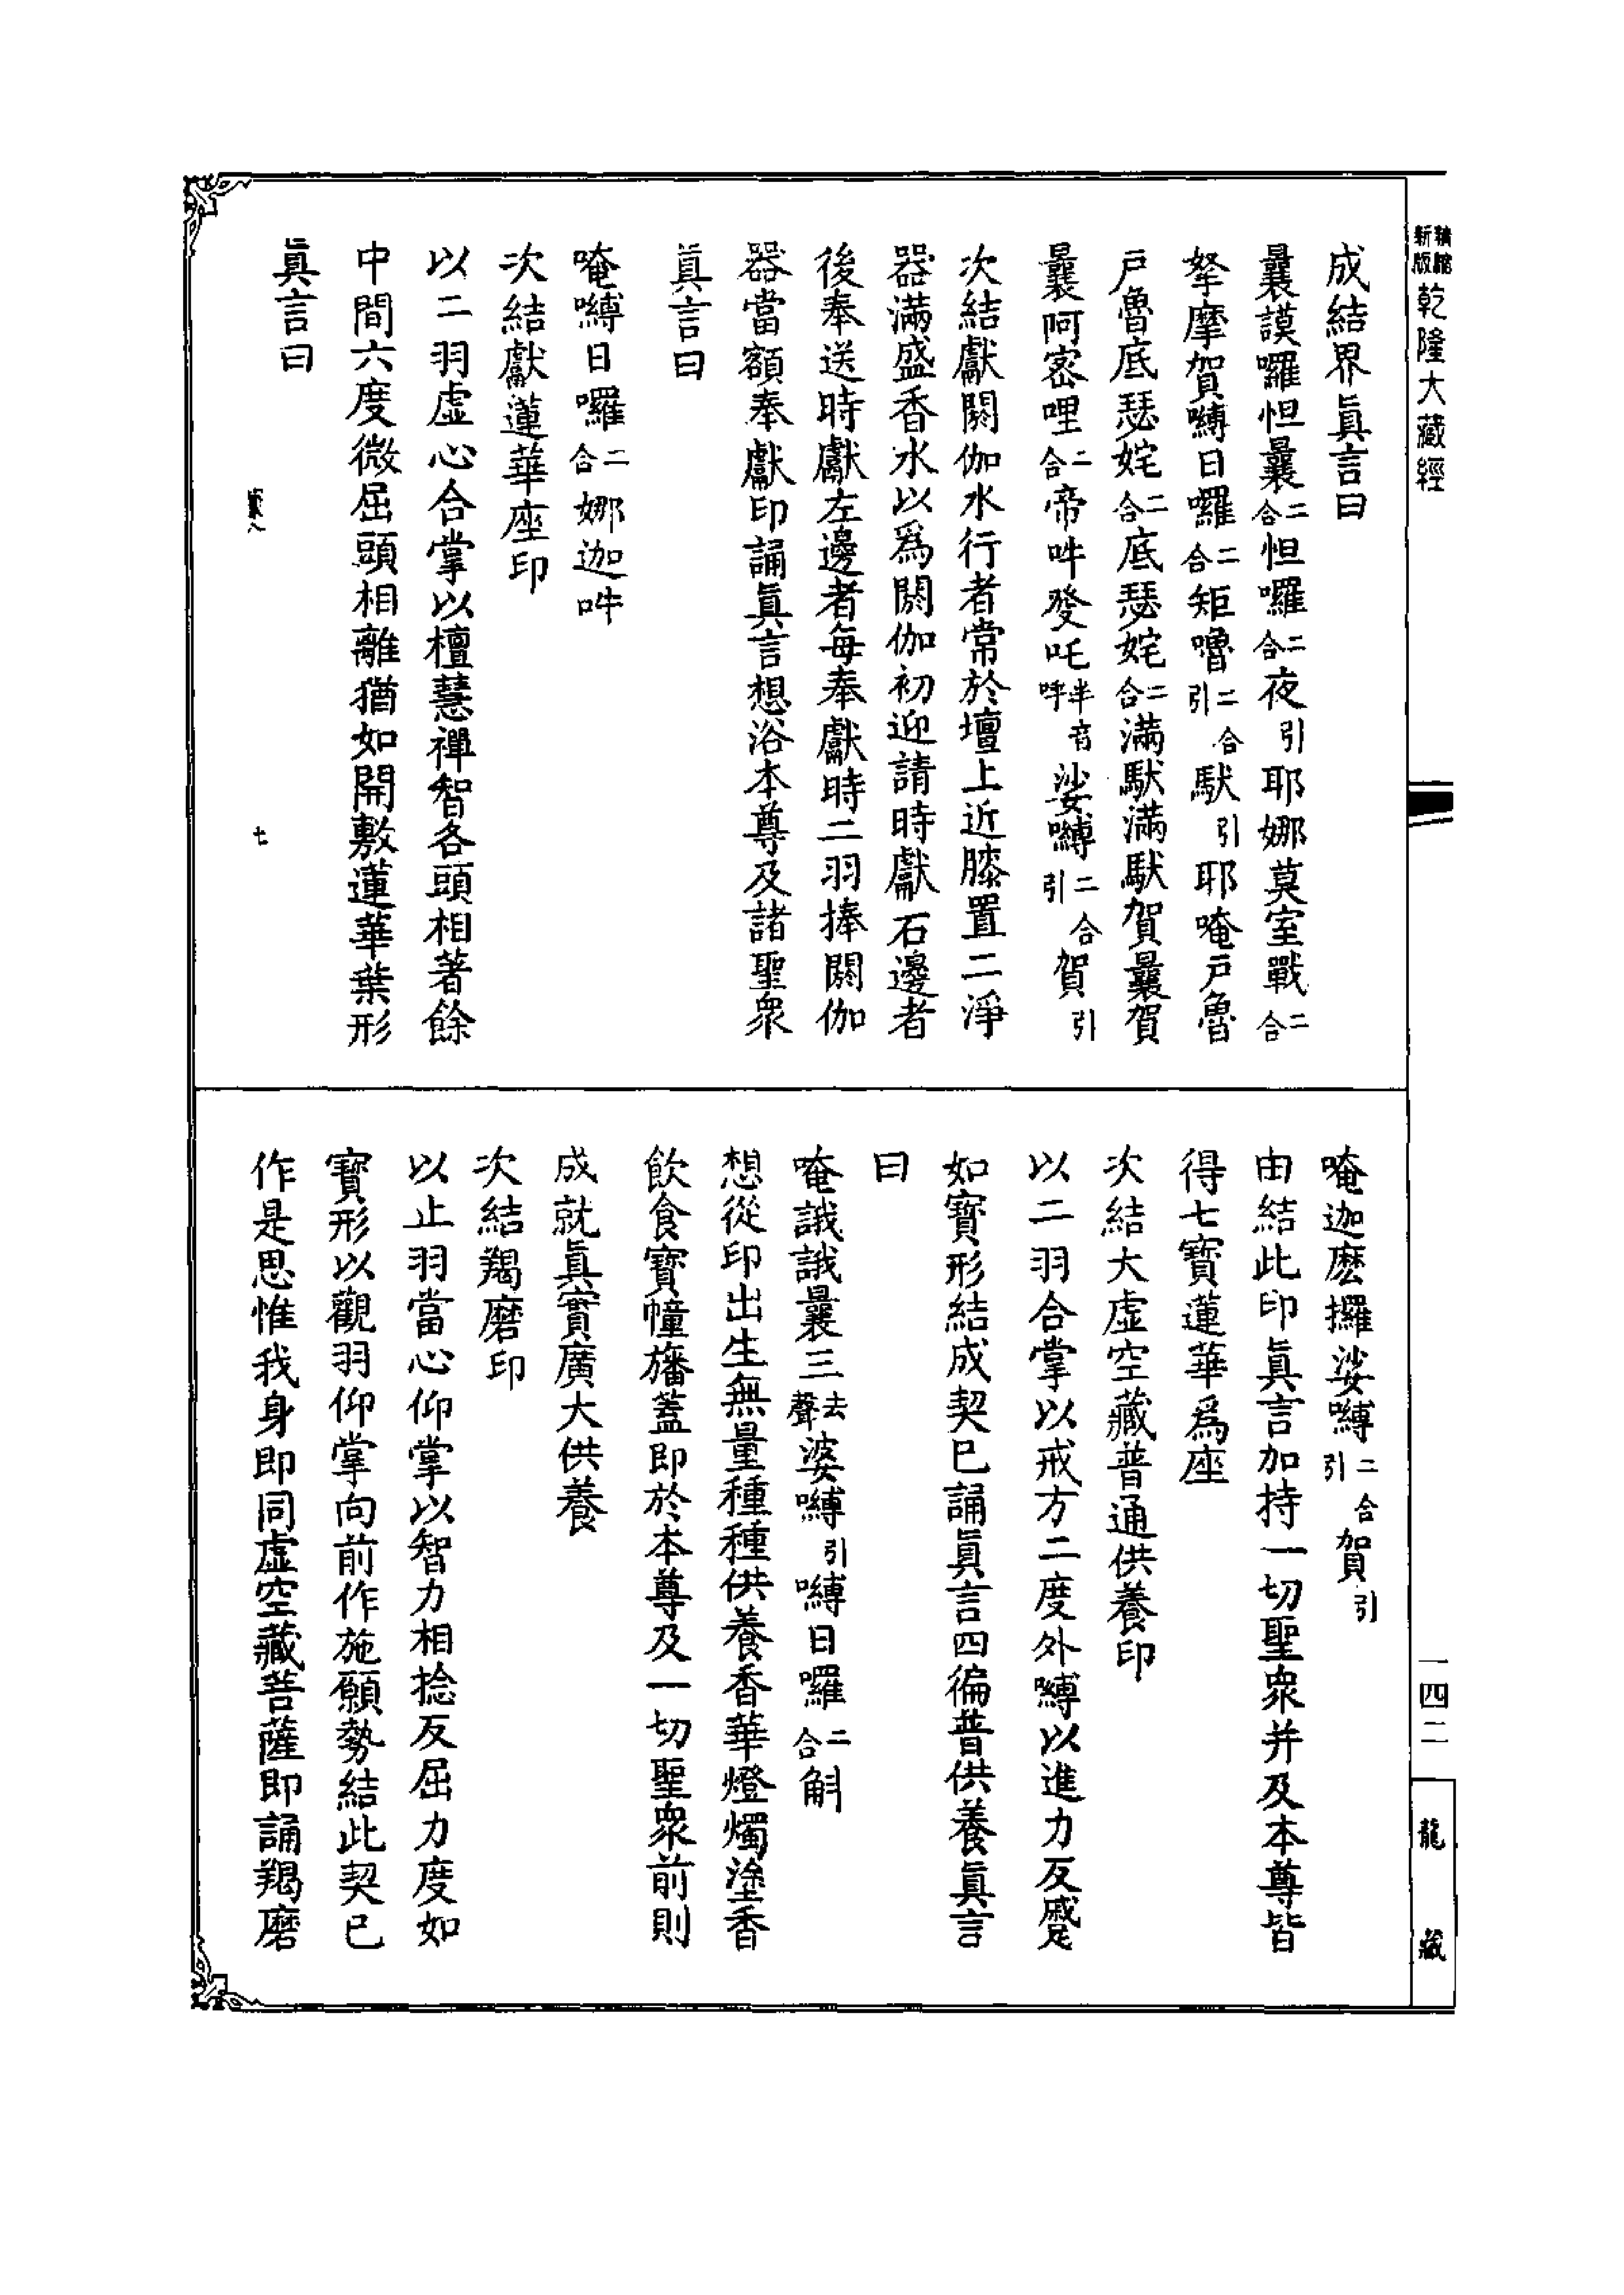 精縮新版乾隆大藏經
一四二
龍藏
成結界眞言曰
曩謨囉怛曩二合怛囉二合夜引耶娜莫室戰二合
拏摩賀嚩日囉二合矩嚕二合引馱引耶唵戸魯
戸魯底瑟姹二合底瑟姹二合滿馱滿馱賀曩賀
曩阿密哩二合帝吽發吒半音呼娑嚩二合引賀引
次結獻閼伽水行者常於壇上近膝置二淨
器滿盛香水以爲閼伽初迎請時獻石邊者
後奉送時獻左邊者每奉獻時二羽捧閼伽
器當額奉獻印誦眞言想浴本尊及諸聖衆
眞言曰
唵嚩日囉二合娜迦吽
次結獻蓮華座印
以二羽虛心合掌以檀慧禪智各頭相著餘
中間六度微屈頭相離猶如開敷蓮華葉形
眞言曰
七
唵迦麽攞娑嚩二合引賀引
由結此印眞言加持一切聖衆并及本尊皆
得七寶蓮華爲座
次結大虛空藏普通供養印
以二羽合掌以戒方二度外嚩以進力反蹙
如寶形結成契已誦眞言四徧普供養眞言
曰
唵誐誐曩三去聲婆嚩引嚩日囉二合斛
想從印出生無量種種供養香華燈燭塗香
飲食寶幢旛蓋即於本尊及一切聖衆前則
成就眞實廣大供養
次結羯磨印
以止羽當心仰掌以智力相捻反屈力度如
寶形以觀羽仰掌向前作施願勢結此契已
作是思惟我身即同虛空藏菩薩即誦羯磨